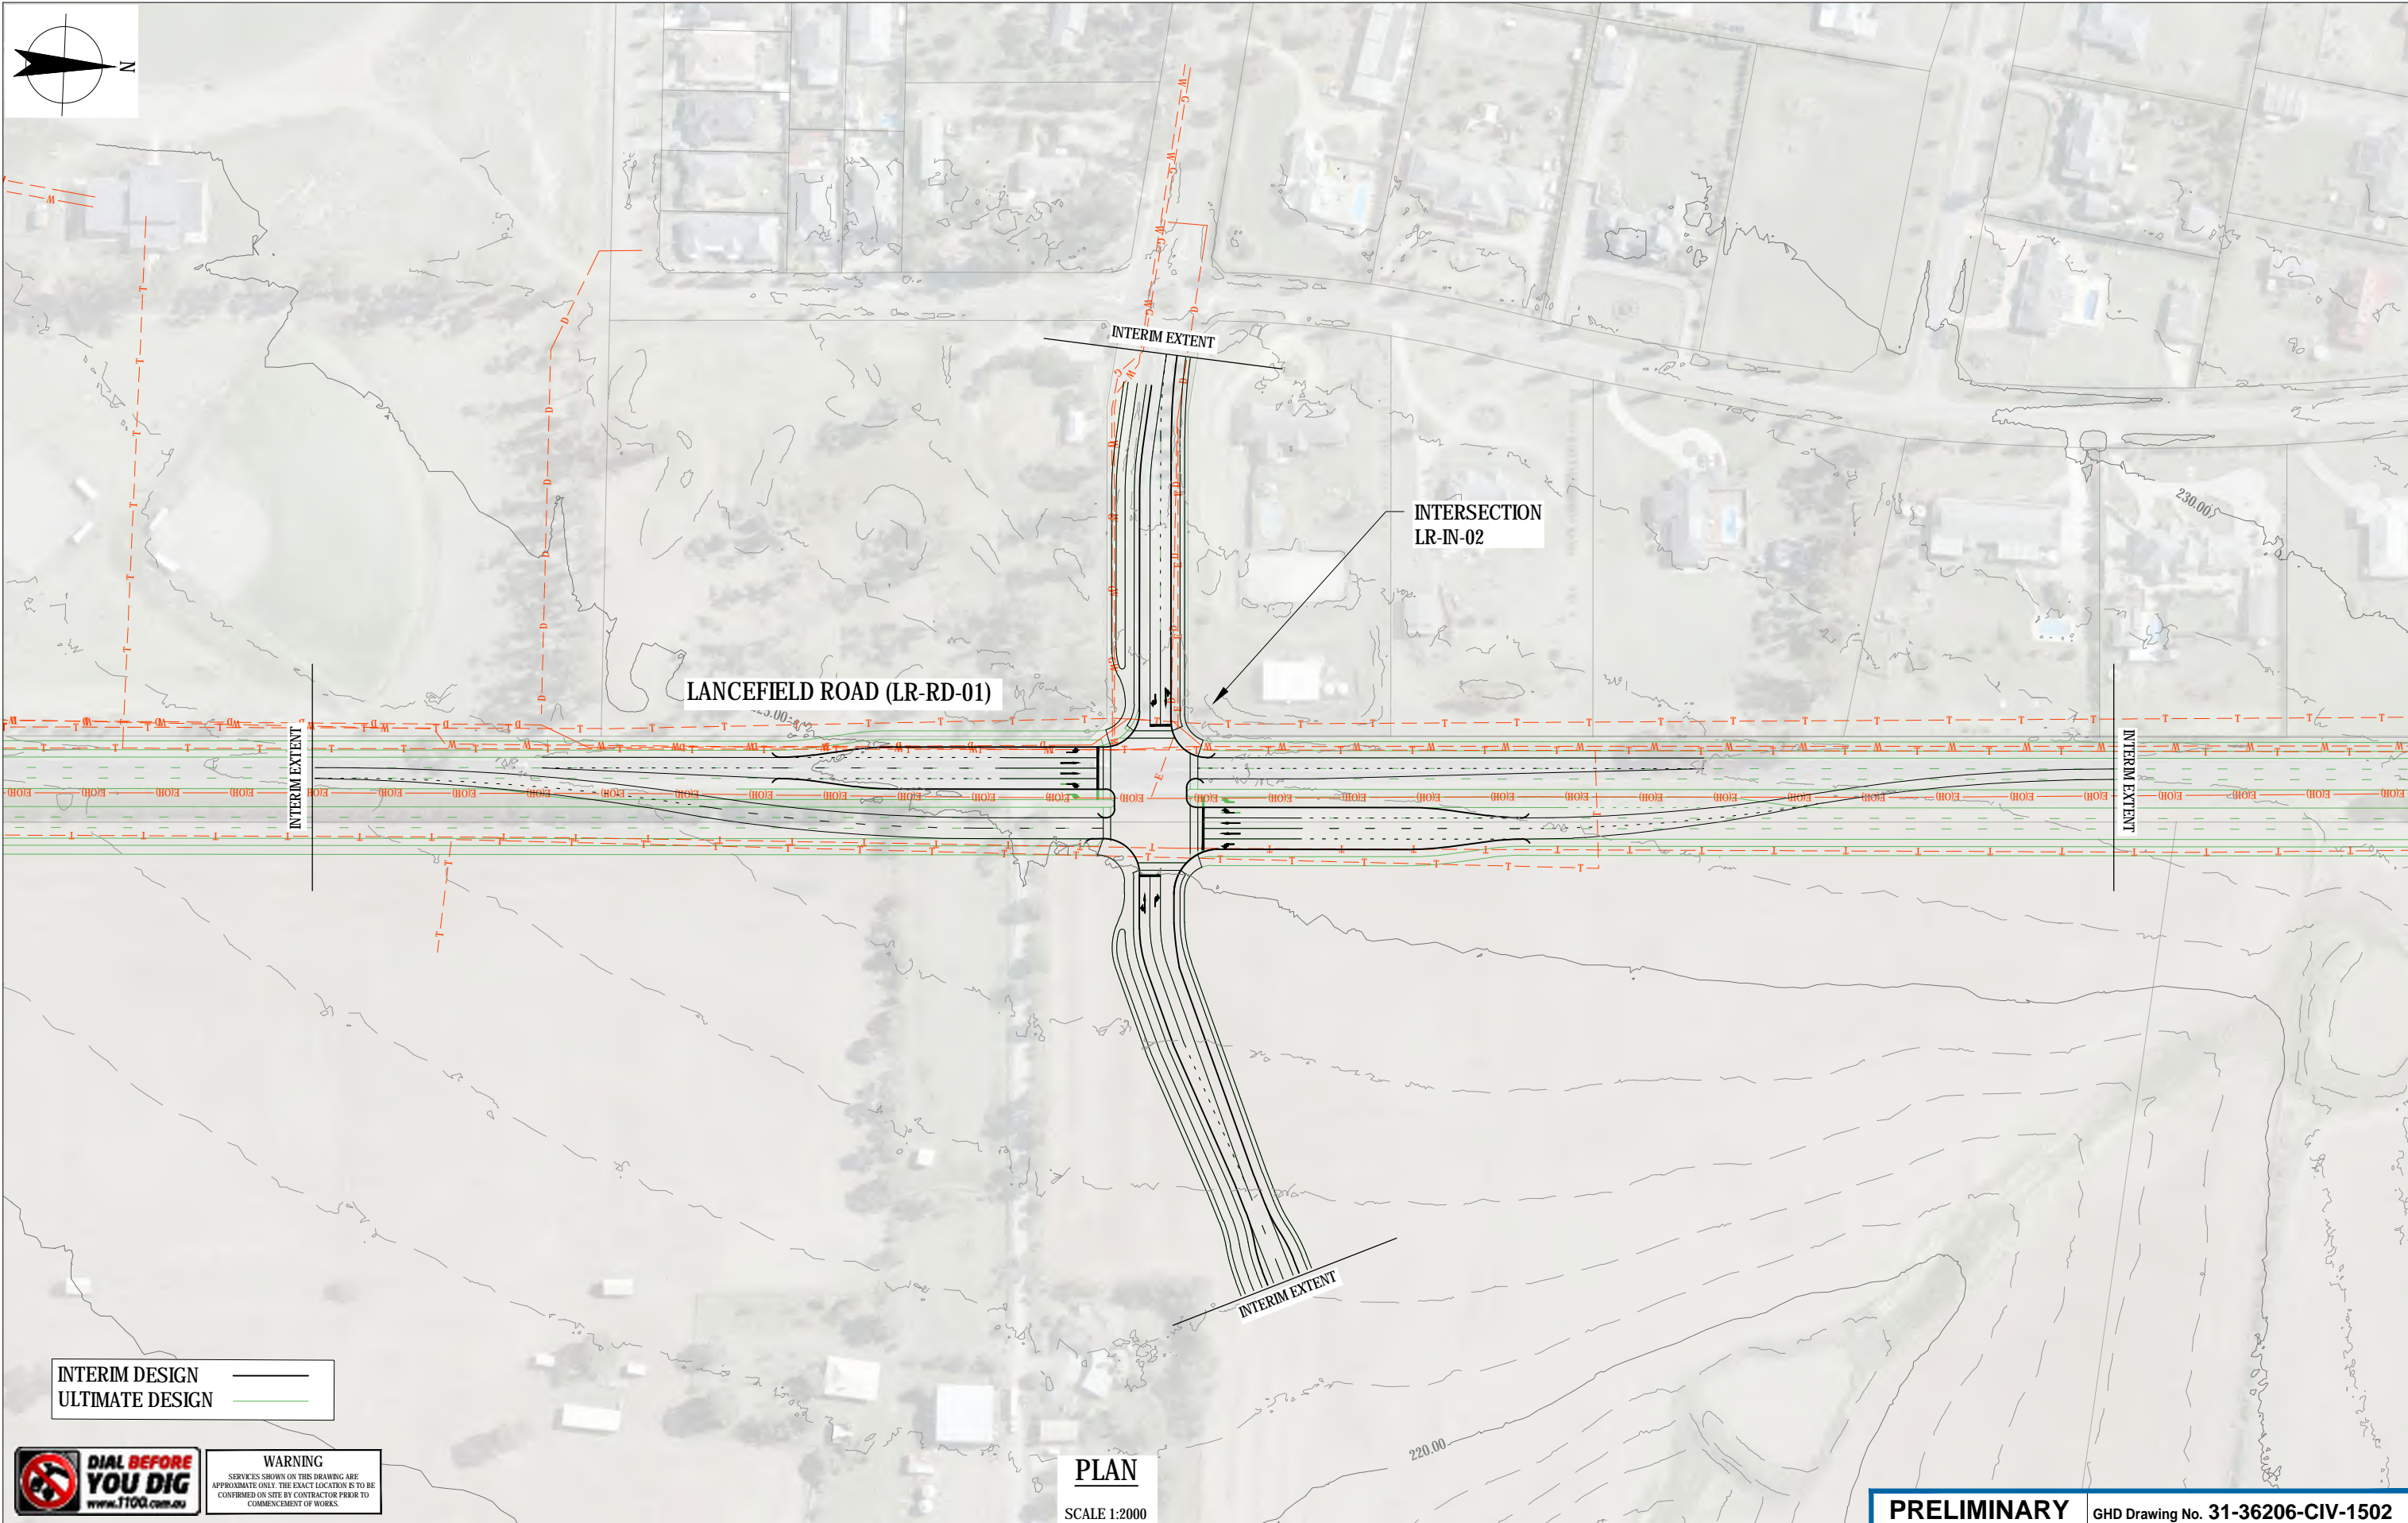 N
INTERIM EXTENT
INTERSECTION
LR-IN-02
230.00
LANCEFIELD ROAD (LR-RD-01)
INTERIM EXTENT
INTERIM EXTENT
INTERIM EXTENT
220.00
INTERIM DESIGN
ULTIMATE DESIGN
DIAL BEFORE
YOU DIG
www.1100.com.au
WARNING
SERVICES SHOWN ON THIS DRAWING ARE
APPROXIMATE ONLY. THE EXACT LOCATION IS TO BE
CONFIRMED ON SITE BY CONTRACTOR PRIOR TO
COMMENCEMENT OF WORKS.
PLAN
SCALE 1:2000
PRELIMINARY
GHD Drawing No. 31-36206-CIV-1502